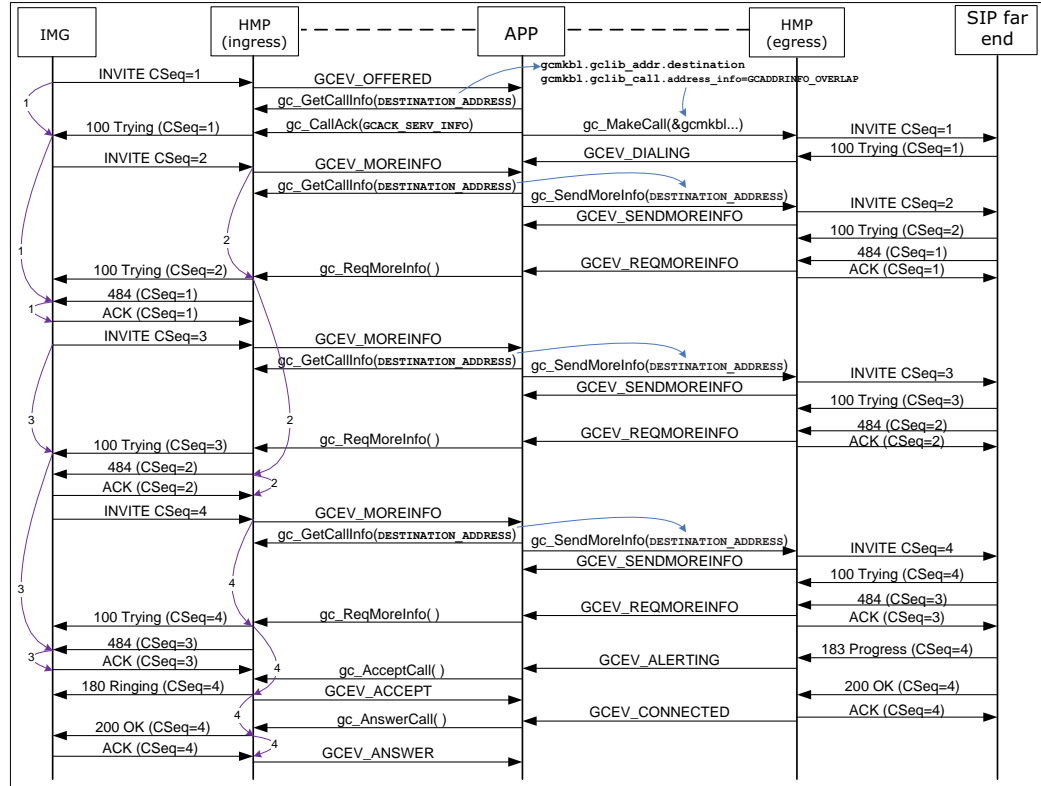 IMG
HMP
(ingress)
APP
HMP
(egress)
SIP far
end
INVITE CSeq=1
GCEV_OFFERED
gcmkbl.gclib_addr.destination
gcmkbl.gclib_call.address_info=GCADDRINFO_OVERLAP
gc_GetCallInfo(DESTINATION_ADDRESS)
1
100 Trying (CSeq=1)
gc_CallAck(GCACK_SERV_INFO)
gc_MakeCall(&gcmkbl...)
INVITE CSeq=1
INVITE CSeq=2
GCEV_MOREINFO
GCEV_DIALING
100 Trying (CSeq=1)
gc_GetCallInfo(DESTINATION_ADDRESS)
gc_SendMoreInfo(DESTINATION_ADDRESS)
INVITE CSeq=2
GCEV_SENDMOREINFO
100 Trying (CSeq=2)
1
2
484 (CSeq=1)
100 Trying (CSeq=2)
gc_ReqMoreInfo( )
GCEV_REQMOREINFO
ACK (CSeq=1)
484 (CSeq=1)
1
ACK (CSeq=1)
INVITE CSeq=3
GCEV_MOREINFO
gc_GetCallInfo(DESTINATION_ADDRESS)
gc_SendMoreInfo(DESTINATION_ADDRESS)
INVITE CSeq=3
GCEV_SENDMOREINFO
100 Trying (CSeq=3)
3
2
484 (CSeq=2)
100 Trying (CSeq=3)
gc_ReqMoreInfo( )
GCEV_REQMOREINFO
ACK (CSeq=2)
484 (CSeq=2)
2
ACK (CSeq=2)
INVITE CSeq=4
GCEV_MOREINFO
gc_GetCallInfo(DESTINATION_ADDRESS)
gc_SendMoreInfo(DESTINATION_ADDRESS)
INVITE CSeq=4
GCEV_SENDMOREINFO
100 Trying (CSeq=4)
3
4
484 (CSeq=3)
100 Trying (CSeq=4)
gc_ReqMoreInfo( )
GCEV_REQMOREINFO
ACK (CSeq=3)
484 (CSeq=3)
3
ACK (CSeq=3)
4
gc_AcceptCall( )
GCEV_ALERTING
183 Progress (CSeq=4)
180 Ringing (CSeq=4)
GCEV_ACCEPT
200 OK (CSeq=4)
4
200 OK (CSeq=4)
gc_AnswerCall( )
GCEV_CONNECTED
ACK (CSeq=4)
4
ACK (CSeq=4)
GCEV_ANSWER